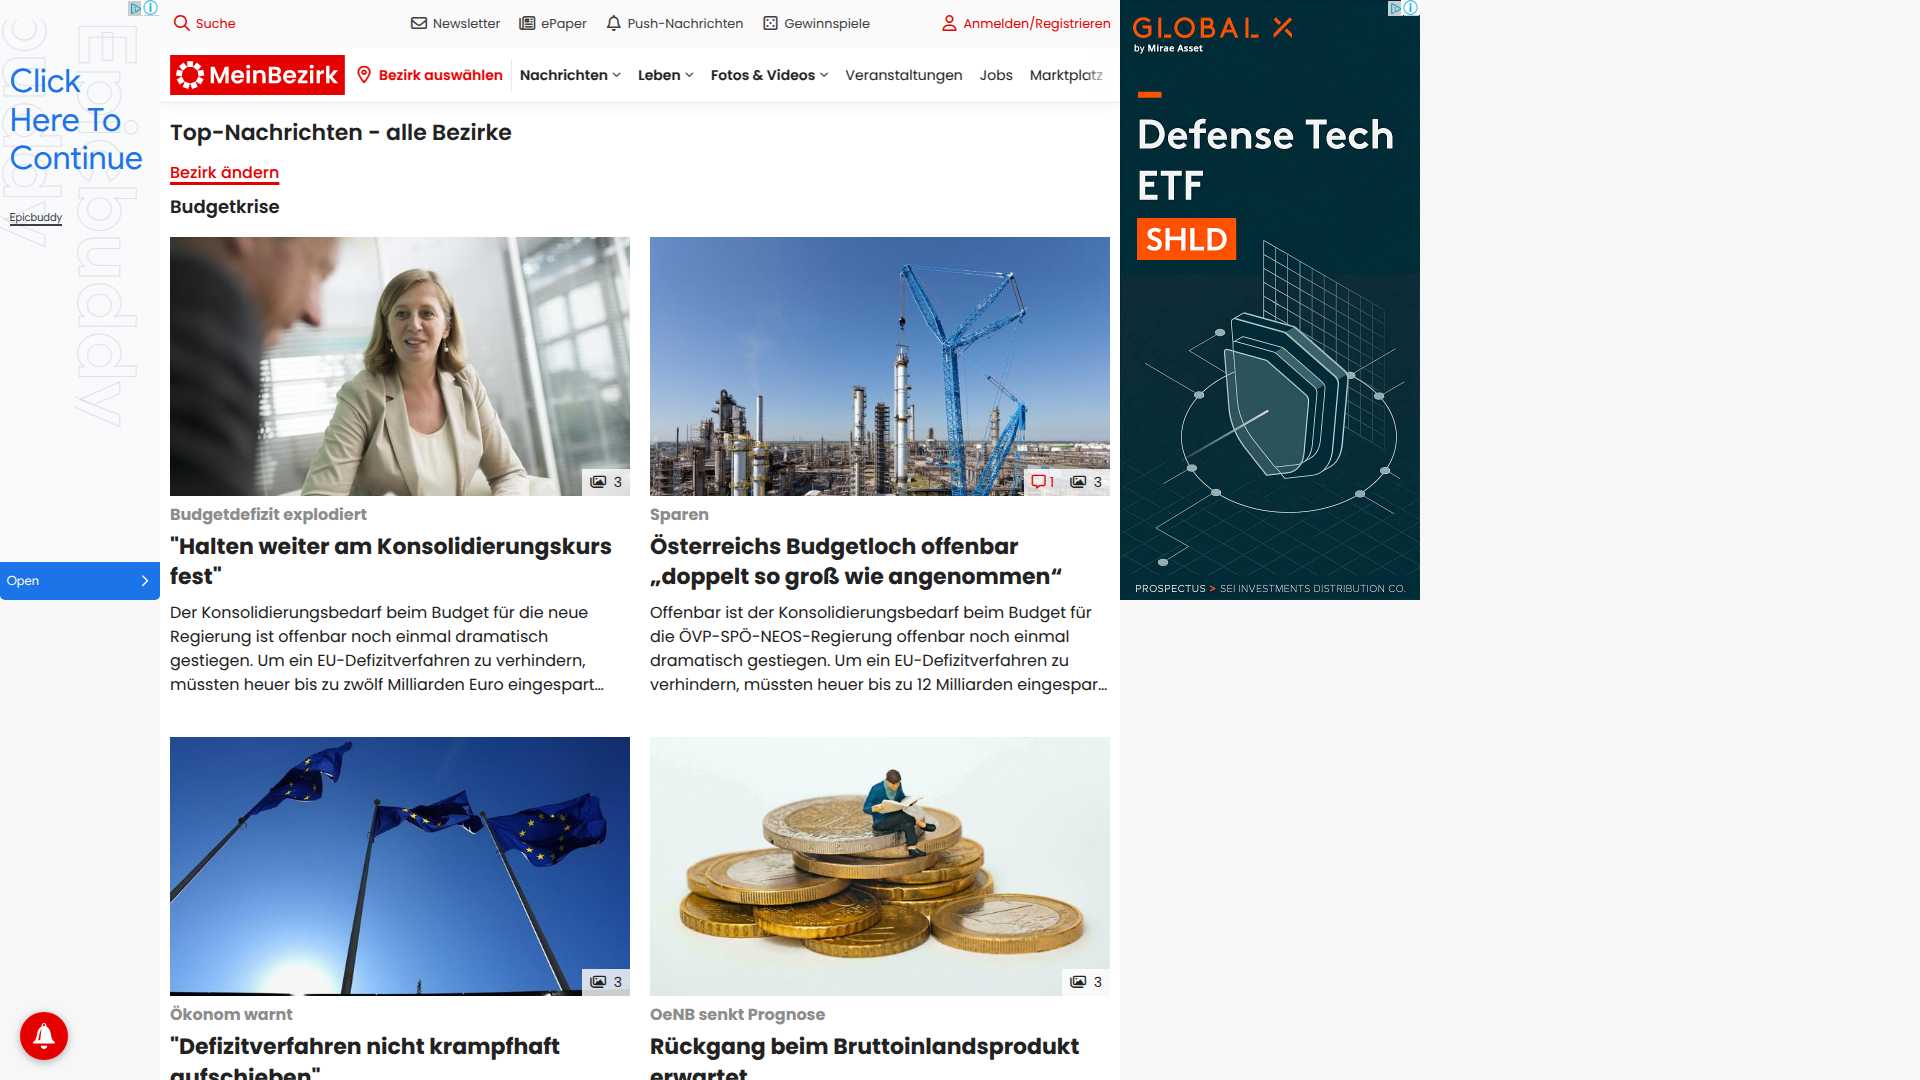 Suche
Newsletter
ePaper
Push-Nachrichten
Gewinnspiele
Anmelden/Registrieren
MeinBezirk
Bezirk auswählen
Nachrichten
Leben
Fotos & Videos
Veranstaltungen
Jobs
Marktplatz
Click
Here To
Continue
Epicbuddy
Epicbuddy
Open
Top-Nachrichten - alle Bezirke
Bezirk ändern
Budgetkrise
3
Budgetdefizit explodiert
"Halten weiter am Konsolidierungskurs
fest"
Der Konsolidierungsbedarf beim Budget für die neue
Regierung ist offenbar noch einmal dramatisch
gestiegen. Um ein EU-Defizitverfahren zu verhindern,
müssten heuer bis zu zwölf Milliarden Euro eingespart...
1
3
Sparen
Österreichs Budgetloch offenbar
„doppelt so groß wie angenommen“
Offenbar ist der Konsolidierungsbedarf beim Budget für
die ÖVP-SPÖ-NEOS-Regierung offenbar noch einmal
dramatisch gestiegen. Um ein EU-Defizitverfahren zu
verhindern, müssten heuer bis zu 12 Milliarden eingespar...
3
Ökonom warnt
"Defizitverfahren nicht krampfhaft
aufschieben"
3
OeNB senkt Prognose
Rückgang beim Bruttoinlandsprodukt
erwartet
GLOBAL X
by Mirae Asset
Defense Tech
ETF
SHLD
PROSPECTUS > SEI INVESTMENTS DISTRIBUTION CO.